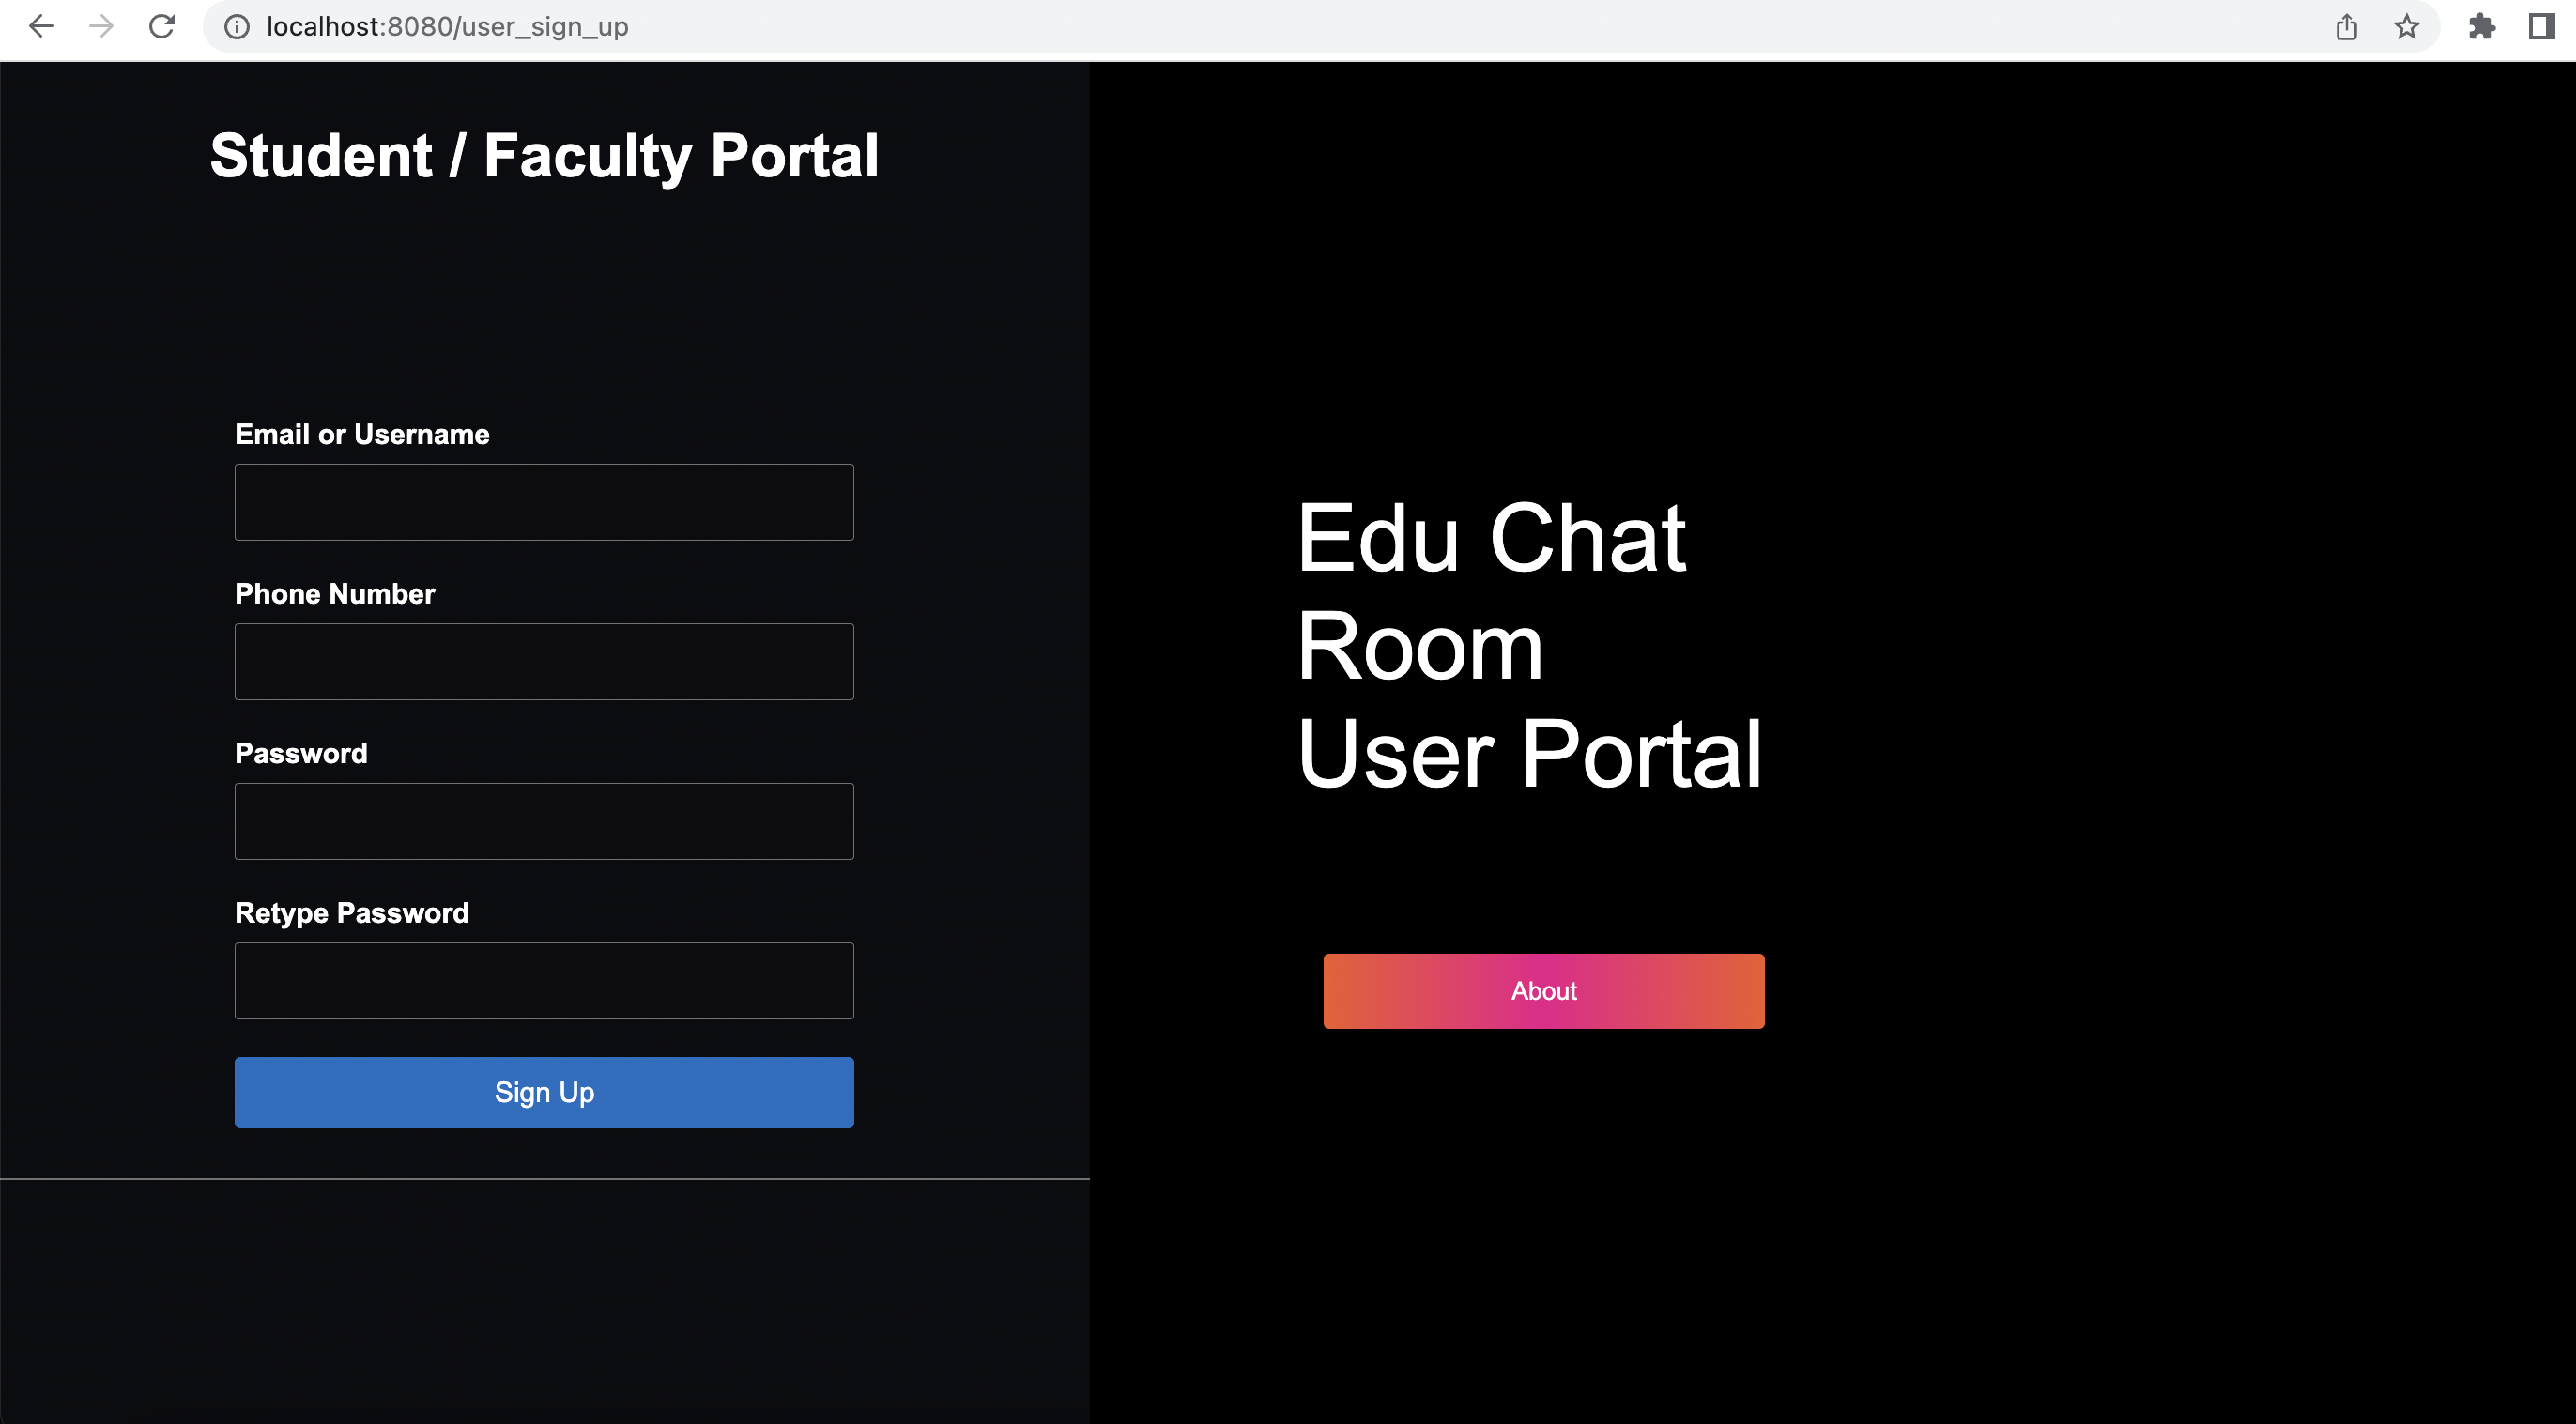 localhost:8080/user_sign_up
Student / Faculty Portal
Email or Username
Phone Number
Password
Retype Password
Sign Up
Edu Chat
Room
User Portal
About